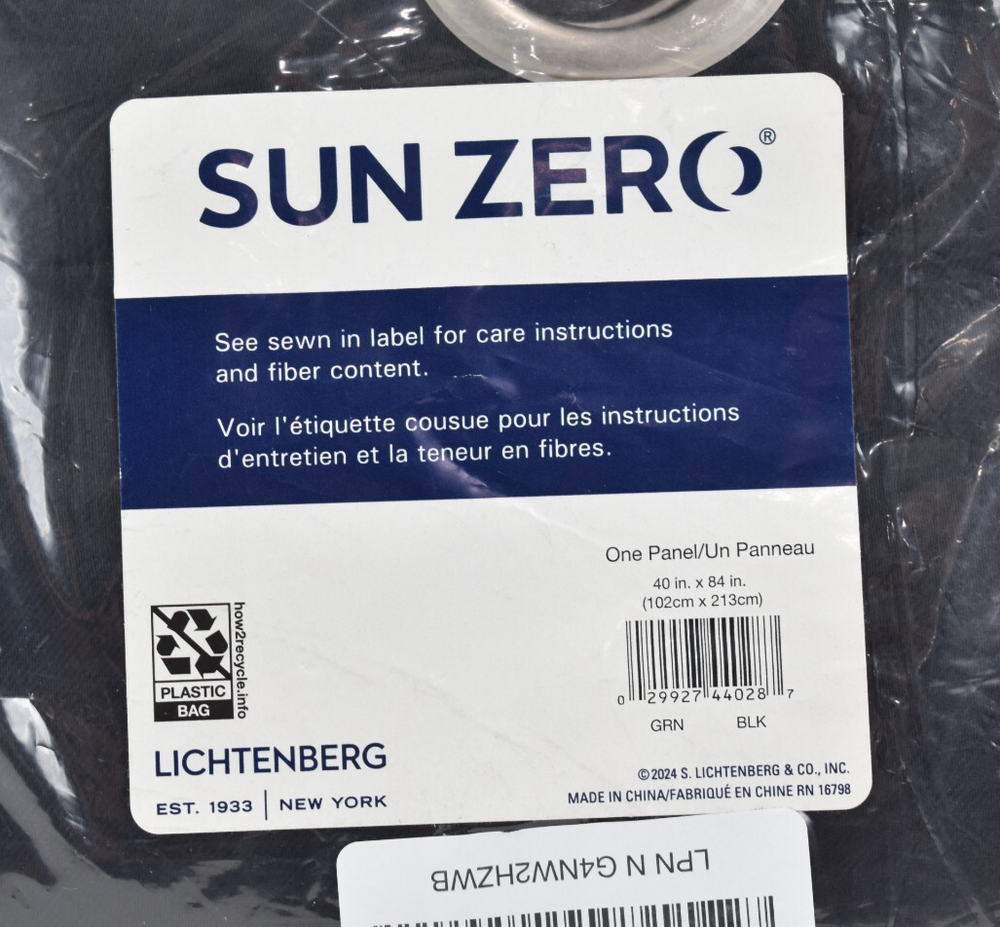 SUN ZERO®
See sewn in label for care instructions
and fiber content.
Voir l'étiquette cousue pour les instructions
d'entretien et la teneur en fibres.
One Panel/Un Panneau
40 in. x 84 in.
(102cm x 213cm)
0 29927 44028 7
GRN BLK
how2recycle.info
PLASTIC
BAG
LICHTENBERG
EST. 1933 | NEW YORK
©2024 S. LICHTENBERG & CO., INC.
MADE IN CHINA/FABRIQUÉ EN CHINE RN 16798
LPN N G4NW2HZWB